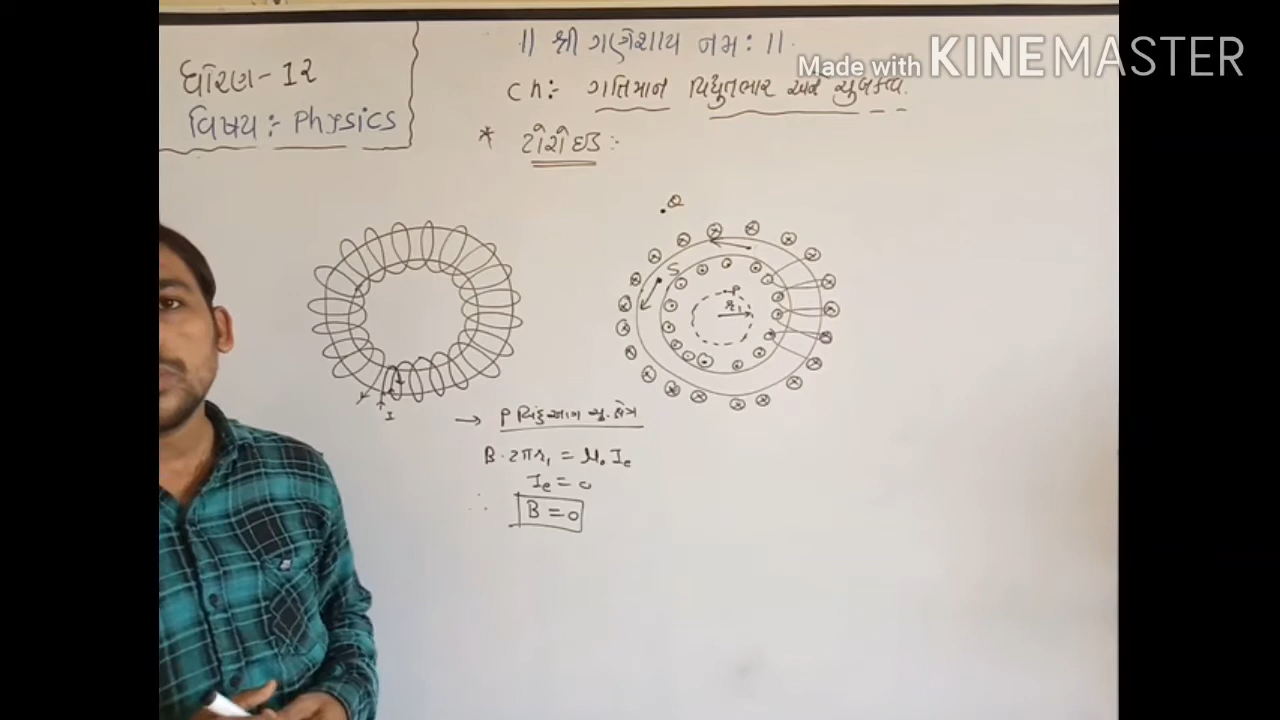 Made with KINEMASTER
॥ શ્રી ગણેશાય નમઃ ॥
ધોરણ - 12
વિષય :- Physics
ch :- ગતિમાન વિદ્યુતભાર અને ચુંબકત્વ.
* ટોરોઇડ :-
Q
S
P
r₁
I
→ P બિંદુ આગળ ચુ. ક્ષેત્ર
B · 2πr₁ = μ₀ Iₑ
Iₑ = 0
∴ B = 0